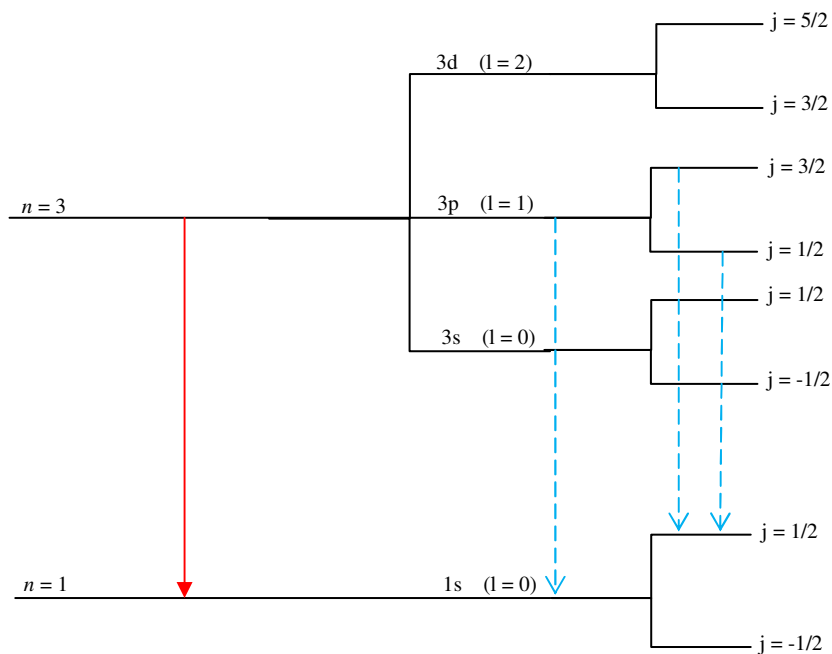 j = 5/2
3d (l = 2)
j = 3/2
j = 3/2
n = 3
3p (l = 1)
j = 1/2
j = 1/2
3s (l = 0)
j = -1/2
j = 1/2
n = 1
1s (l = 0)
j = -1/2